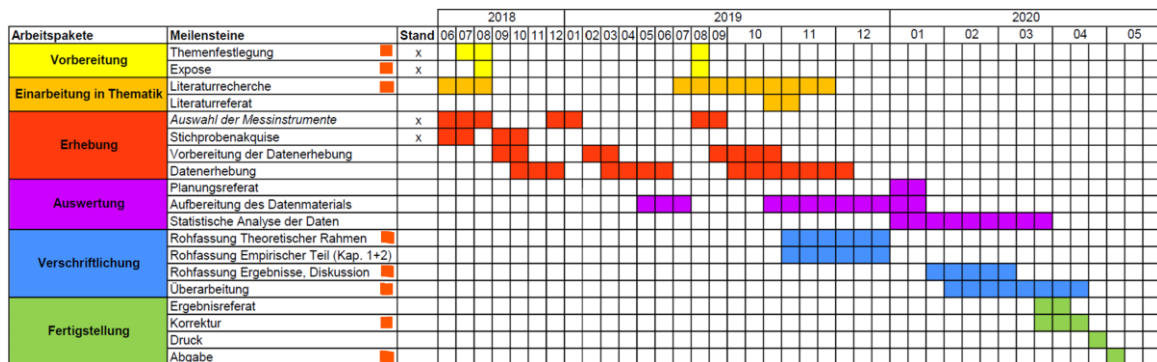 2018 2019 2020
Arbeitspakete Meilensteine Stand 06 07 08 09 10 11 12 01 02 03 04 05 06 07 08 09 10 11 12 01 02 03 04 05
Vorbereitung
Themenfestlegung x
Expose x
Einarbeitung in Thematik
Literaturrecherche
Literaturreferat
Erhebung
Auswahl der Messinstrumente x
Stichprobenakquise x
Vorbereitung der Datenerhebung
Datenerhebung
Auswertung
Planungsreferat
Aufbereitung des Datenmaterials
Statistische Analyse der Daten
Verschriftlichung
Rohfassung Theoretischer Rahmen
Rohfassung Empirischer Teil (Kap. 1+2)
Rohfassung Ergebnisse, Diskussion
Überarbeitung
Fertigstellung
Ergebnisreferat
Korrektur
Druck
Abgabe